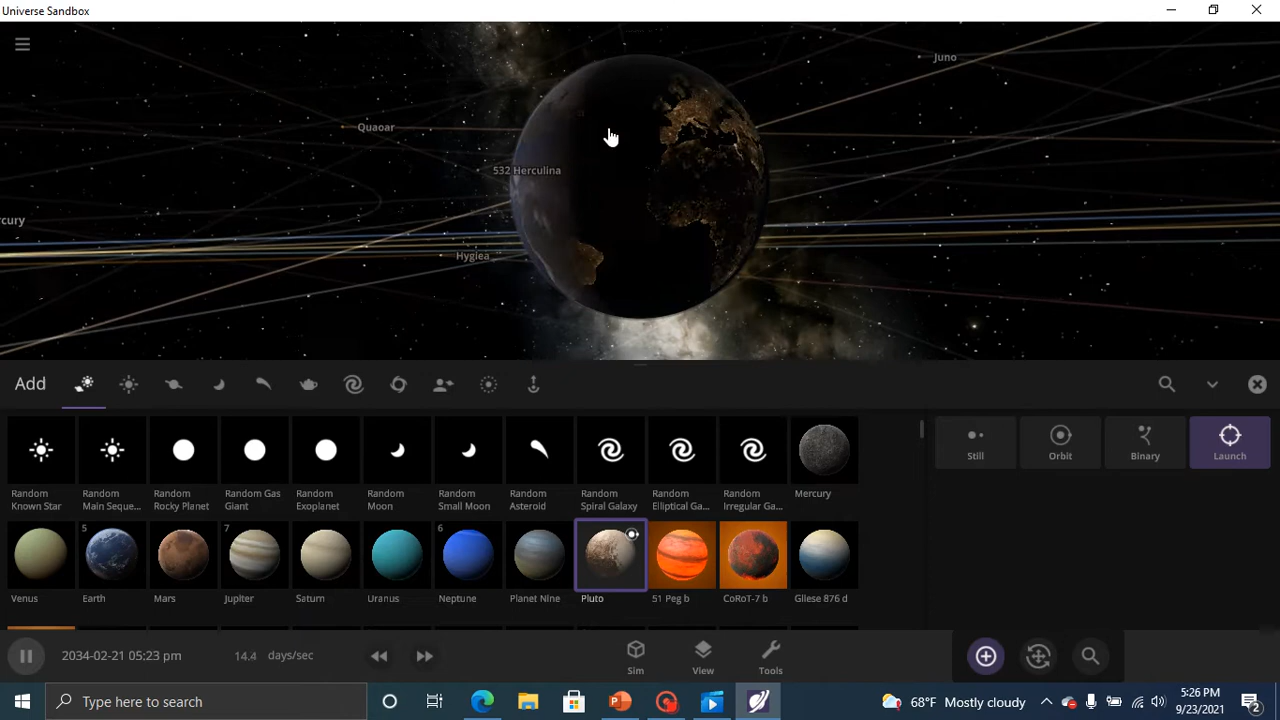 Universe Sandbox
Juno
Quaoar
532 Herculina
rcury
Hygiea
Add
Random Known Star
Random Main Seque...
Random Rocky Planet
Random Gas Giant
Random Exoplanet
Random Moon
Random Small Moon
Random Asteroid
Random Spiral Galaxy
Random Elliptical Ga...
Random Irregular Ga...
Mercury
Still
Orbit
Binary
Launch
Venus
5
Earth
Mars
7
Jupiter
Saturn
Uranus
6
Neptune
Planet Nine
Pluto
51 Peg b
CoRoT-7 b
Gliese 876 d
2034-02-21 05:23 pm
14.4 days/sec
Sim
View
Tools
Type here to search
68°F Mostly cloudy
5:26 PM
9/23/2021
2